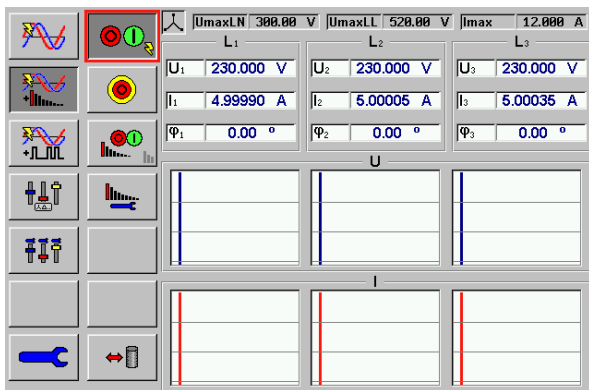 UmaxLN 300.00 V UmaxLL 520.00 V Imax 12.000 A
L1 L2 L3
U1 230.000 V U2 230.000 V U3 230.000 V
I1 4.99990 A I2 5.00005 A I3 5.00035 A
φ1 0.00 ° φ2 0.00 ° φ3 0.00 °
U
I